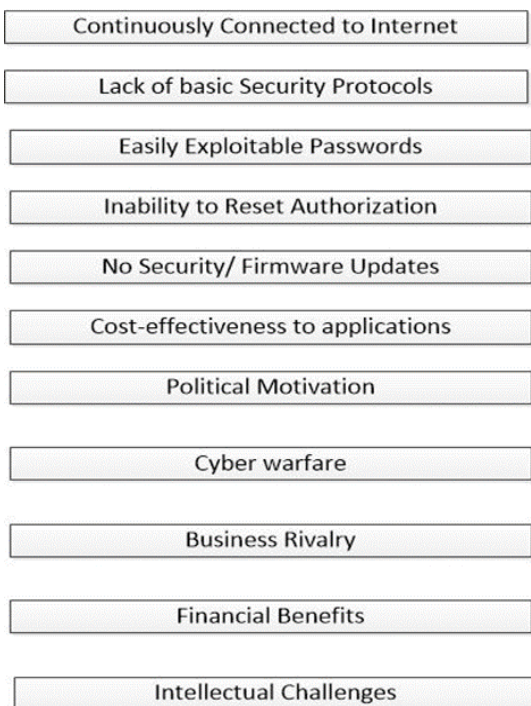 Continuously Connected to Internet
Lack of basic Security Protocols
Easily Exploitable Passwords
Inability to Reset Authorization
No Security/ Firmware Updates
Cost-effectiveness to applications
Political Motivation
Cyber warfare
Business Rivalry
Financial Benefits
Intellectual Challenges